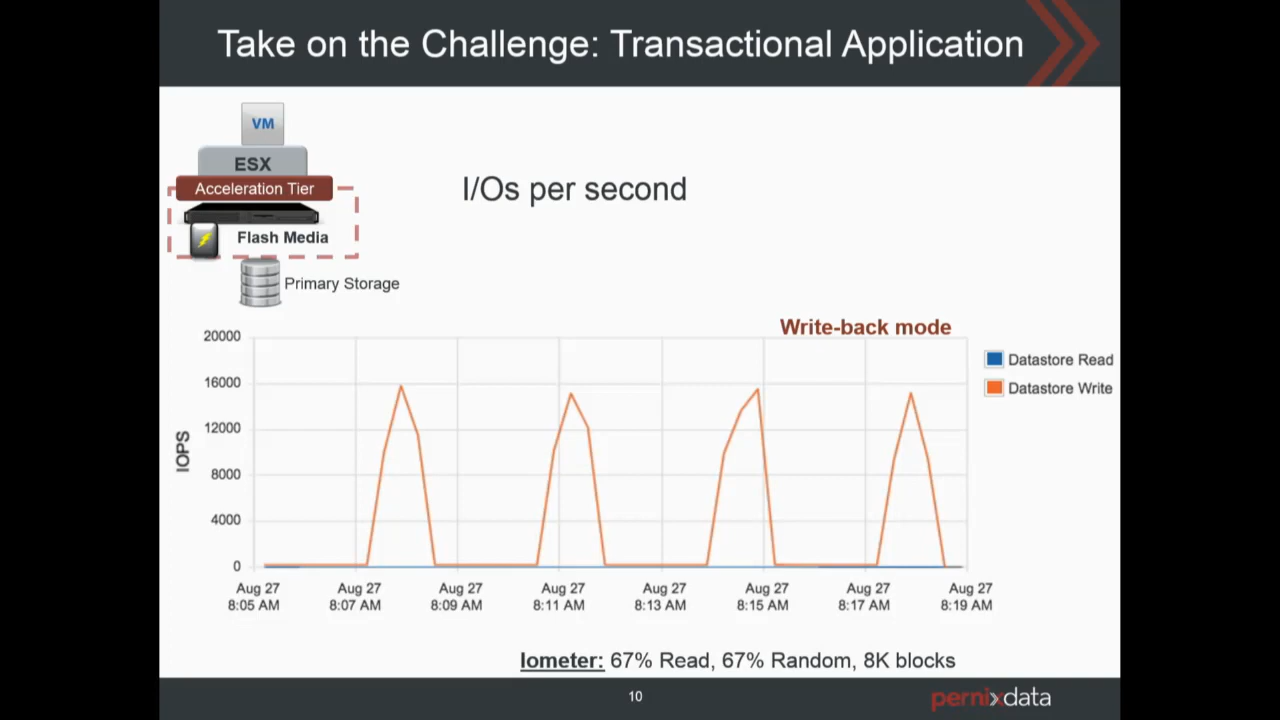 Take on the Challenge: Transactional Application
VM
ESX
Acceleration Tier
Flash Media
Primary Storage
I/Os per second
Write-back mode
Datastore Read
Datastore Write
IOPS
20000
16000
12000
8000
4000
0
Aug 27
8:05 AM
Aug 27
8:07 AM
Aug 27
8:09 AM
Aug 27
8:11 AM
Aug 27
8:13 AM
Aug 27
8:15 AM
Aug 27
8:17 AM
Aug 27
8:19 AM
Iometer: 67% Read, 67% Random, 8K blocks
10
pernixdata